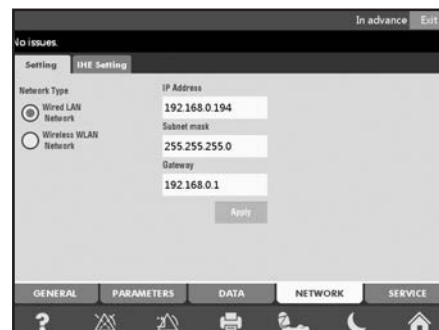 In advance Exit
No issues.
Setting IHE Setting
Network Type
Wired LAN
Network
Wireless WLAN
Network
IP Address
192.168.0.194
Subnet mask
255.255.255.0
Gateway
192.168.0.1
Apply
GENERAL PARAMETERS DATA NETWORK SERVICE
?